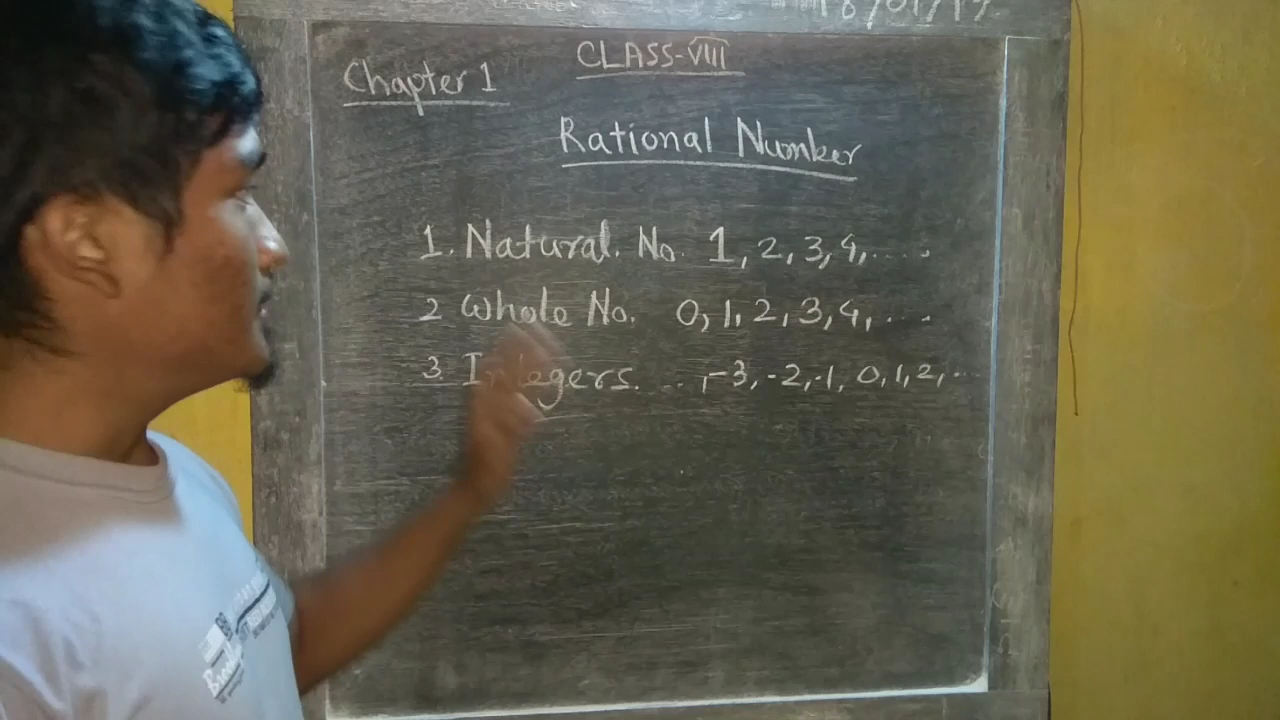 CLASS-VIII
Chapter 1
Rational Number
1. Natural. No. 1, 2, 3, 4, .....
2 Whole No. 0, 1, 2, 3, 4, ....
3. Integers. .., -3, -2, -1, 0, 1, 2, ...